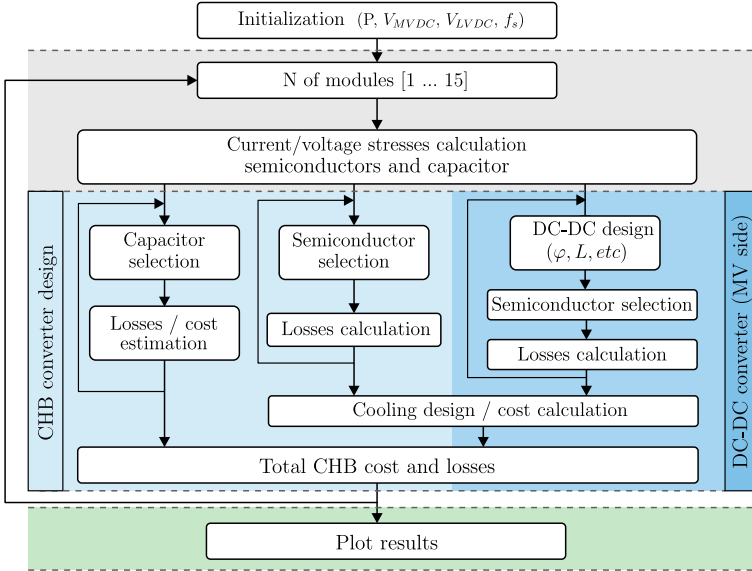 Initialization (P, V_{MVDC}, V_{LVDC}, f_s)
N of modules [1 ... 15]
Current/voltage stresses calculation
semiconductors and capacitor
CHB converter design
Capacitor
selection
Losses / cost
estimation
Semiconductor
selection
Losses calculation
DC-DC design
(φ, L, etc)
Semiconductor selection
Losses calculation
DC-DC converter (MV side)
Cooling design / cost calculation
Total CHB cost and losses
Plot results